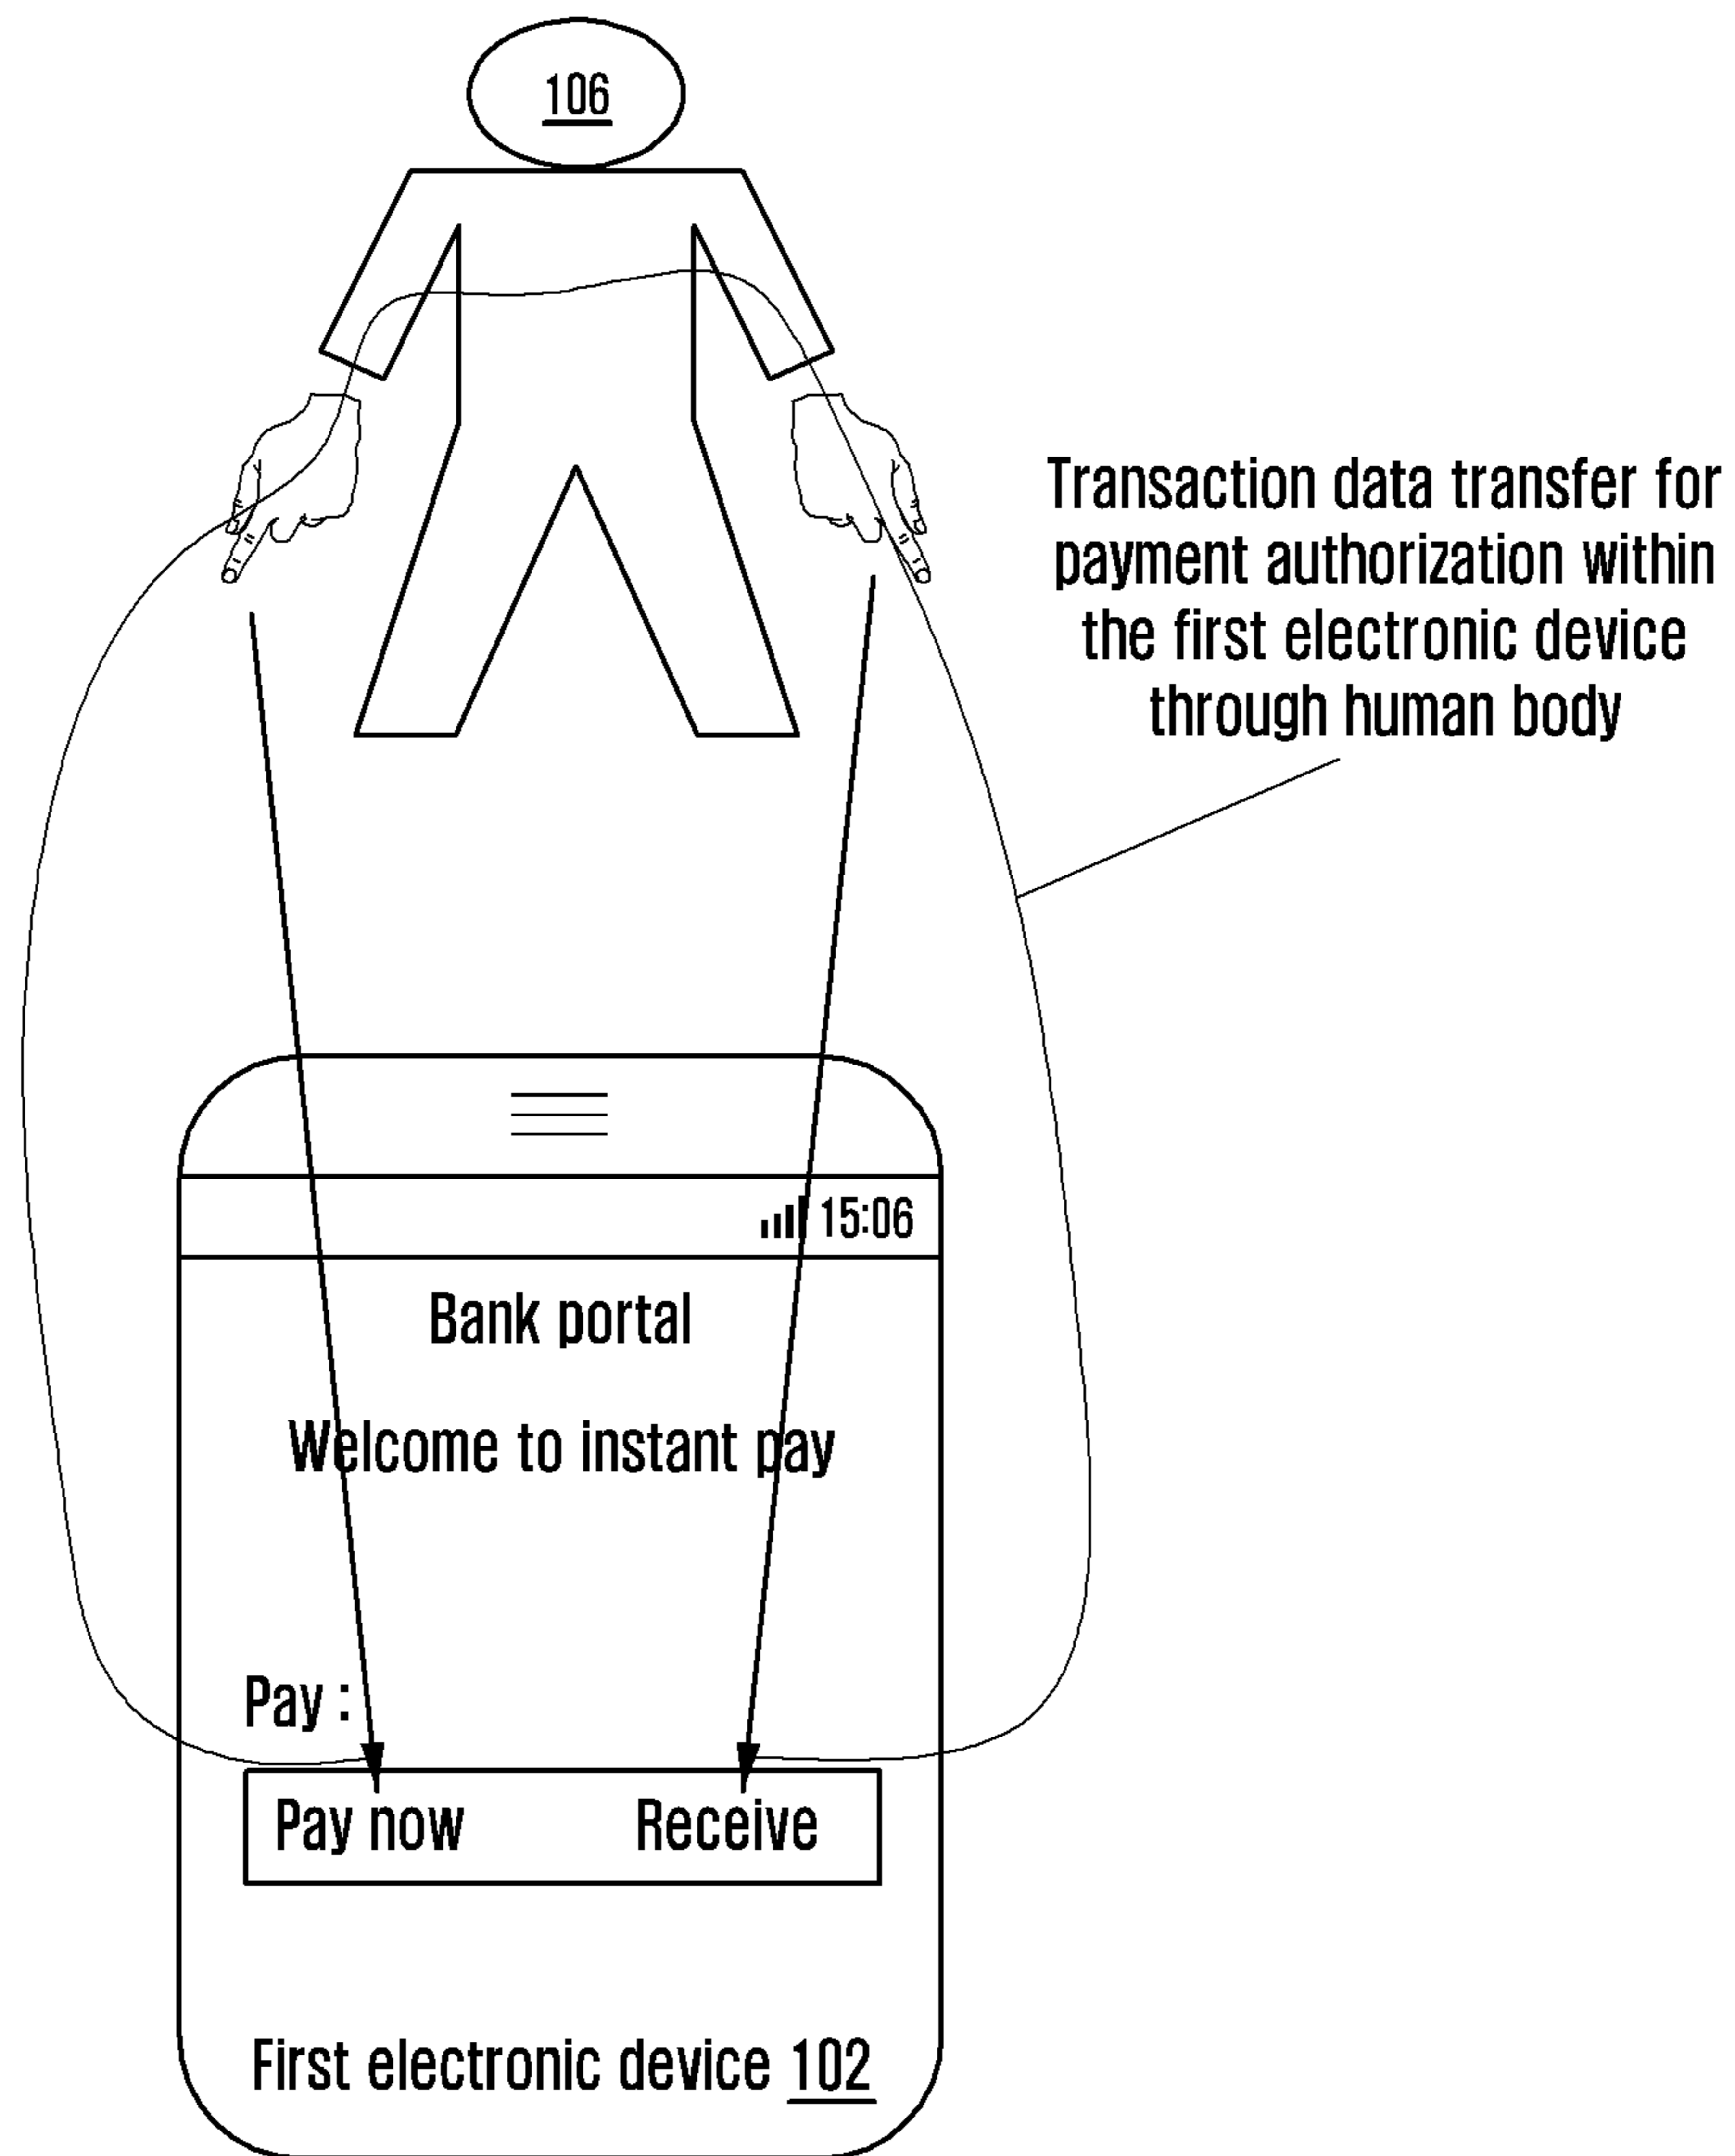 106
Transaction data transfer for
payment authorization within
the first electronic device
through human body
15:06
Bank portal
Welcome to instant pay
Pay :
Pay now Receive
First electronic device 102